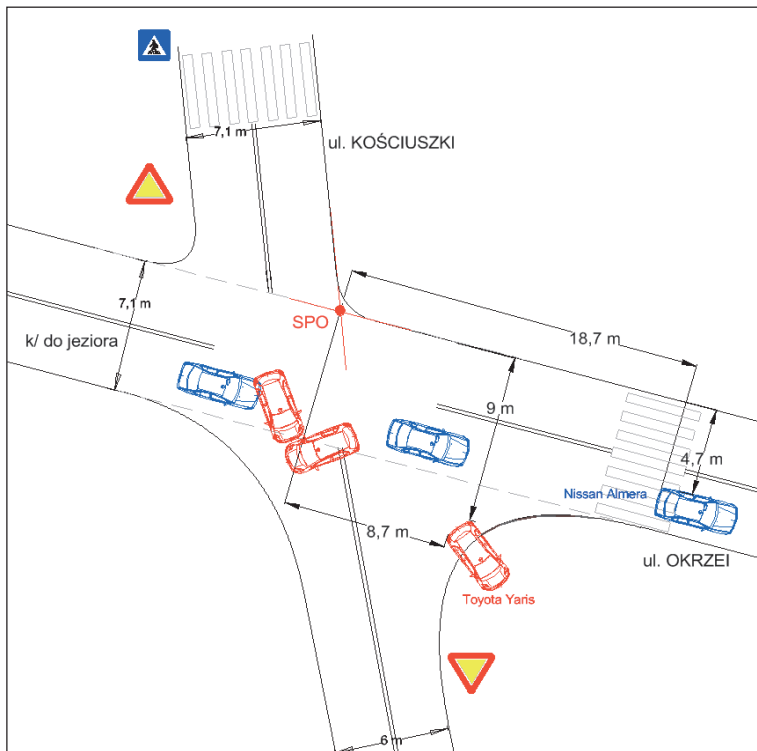 7,1 m
ul. KOŚCIUSZKI
7,1 m
SPO
k/ do jeziora
18,7 m
9 m
4,7 m
Nissan Almera
8,7 m
ul. OKRZEI
Toyota Yaris
6 m